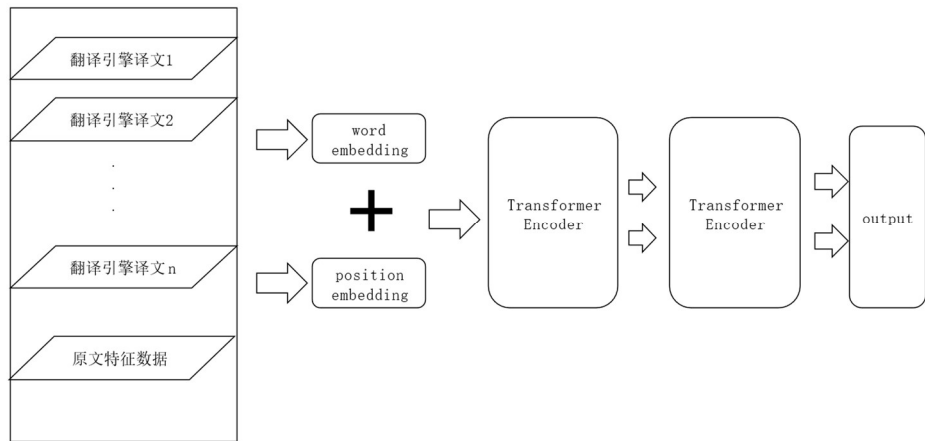 翻译引擎译文1
翻译引擎译文2
.
.
.
翻译引擎译文n
原文特征数据
word
embedding
+
position
embedding
Transformer
Encoder
Transformer
Encoder
output